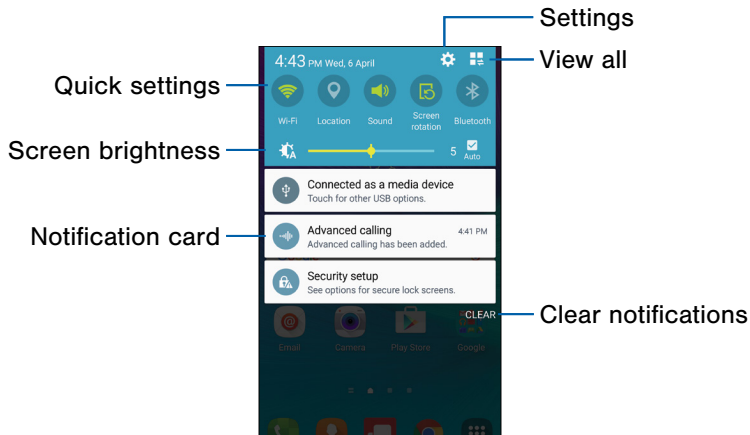 Settings
View all
4:43 PM Wed, 6 April
Quick settings
Wi-Fi
Location
Sound
Screen
rotation
Bluetooth
Screen brightness
A
5
Auto
Connected as a media device
Touch for other USB options.
Notification card
Advanced calling
4:41 PM
Advanced calling has been added.
Security setup
See options for secure lock screens.
CLEAR
Clear notifications
Email
Camera
Play Store
Google